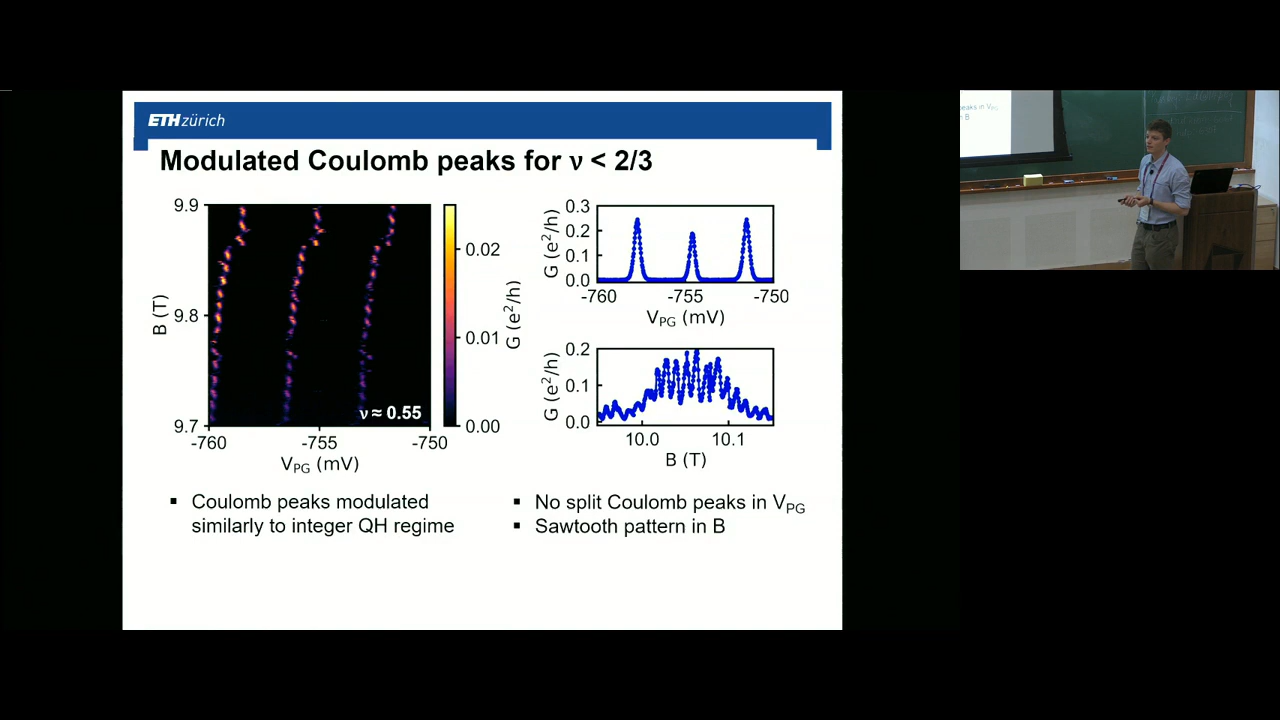 ETH zürich
Modulated Coulomb peaks for ν < 2/3
9.9
9.8
9.7
B (T)
-760
-755
-750
V_PG (mV)
ν ≈ 0.55
0.02
0.01
0.00
G (e²/h)
0.3
0.2
0.1
0.0
G (e²/h)
-760
-755
-750
V_PG (mV)
0.2
0.1
0.0
G (e²/h)
10.0
10.1
B (T)
▪ Coulomb peaks modulated
similarly to integer QH regime
▪ No split Coulomb peaks in V_PG
▪ Sawtooth pattern in B